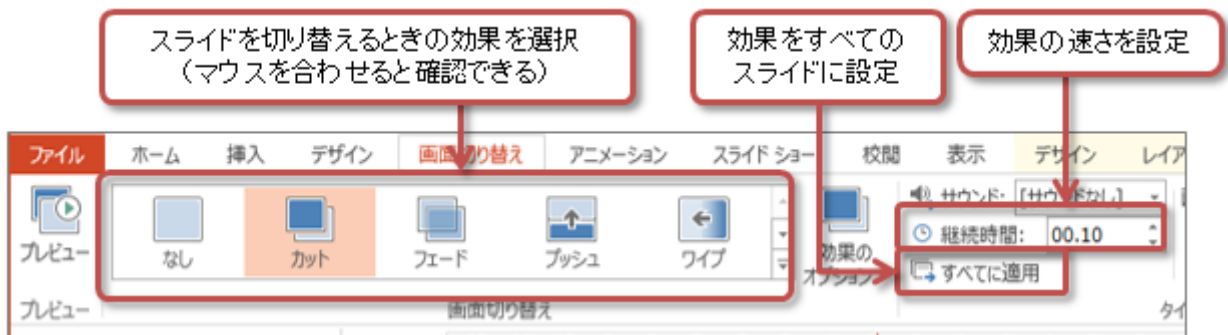 スライドを切り替えるときの効果を選択
（マウスを合わせると確認できる）
効果をすべての
スライドに設定
効果の速さを設定
ファイル ホーム 挿入 デザイン 画面切り替え アニメーション スライド ショー 校閲 表示 デザイン
プレビュー
なし カット フェード プッシュ ワイプ
効果の
オプション
サウンド: [サウンドなし]
継続時間: 00.10
すべてに適用
プレビュー 画面切り替え